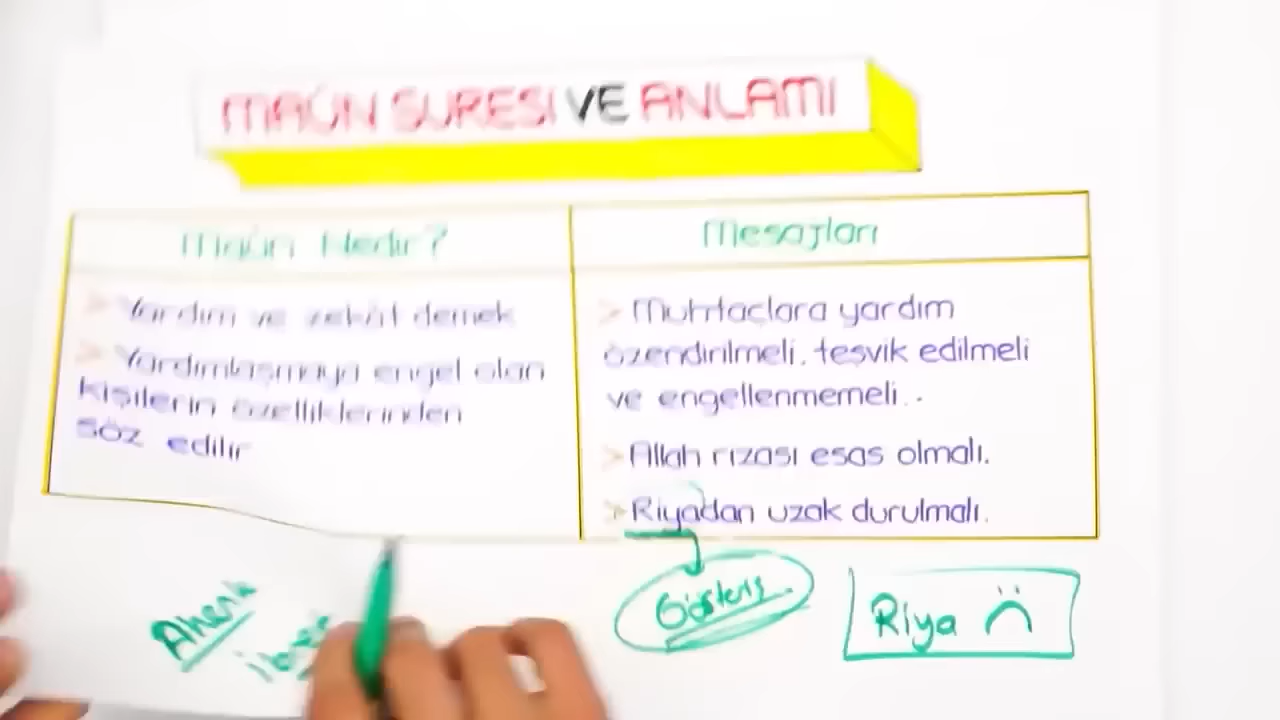 MAÛN SURESI VE ANLAMI
Maûn Nedir?
> Yardım ve zekât demek
> Yardımlaşmaya engel olan
kişilerin özelliklerinden
söz edilir
Mesajları
> Muhtaçlara yardım
özendirilmeli, teşvik edilmeli
ve engellenmemeli..
> Allah rızası esas olmalı.
> Riyadan uzak durulmalı.
Gösteriş
Riya